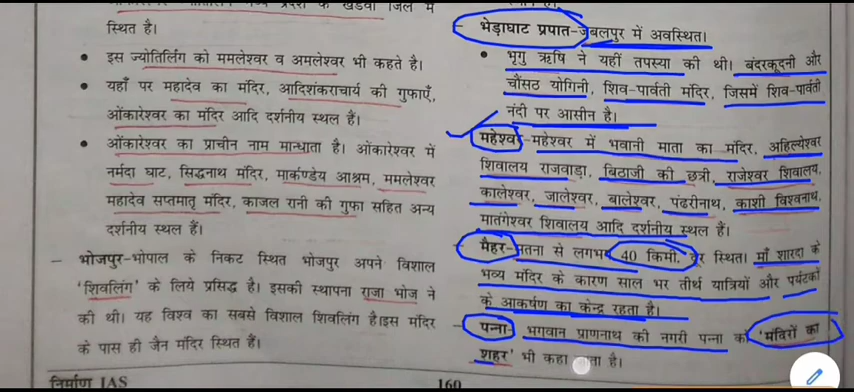 ओंकारेश्वर ज्योतिर्लिंग मध्य प्रदेश के खंडवा जिले में
स्थित है।
• इस ज्योतिर्लिंग को ममलेश्वर व अमलेश्वर भी कहते है।
• यहाँ पर महादेव का मंदिर, आदिशंकराचार्य की गुफाएँ,
ओंकारेश्वर का मंदिर आदि दर्शनीय स्थल हैं।
• ओंकारेश्वर का प्राचीन नाम मान्धाता है। ओंकारेश्वर में
नर्मदा घाट, सिद्धनाथ मंदिर, मार्कण्डेय आश्रम, ममलेश्वर
महादेव सप्तमातृ मंदिर, काजल रानी की गुफा सहित अन्य
दर्शनीय स्थल हैं।
– भोजपुर-भोपाल के निकट स्थित भोजपुर अपने विशाल
'शिवलिंग' के लिये प्रसिद्ध है। इसकी स्थापना राजा भोज ने
की थी। यह विश्व का सबसे विशाल शिवलिंग है।इस मंदिर
के पास ही जैन मंदिर स्थित हैं।
निर्माण IAS
भेड़ाघाट प्रपात-जबलपुर में अवस्थित।
• भृगु ऋषि ने यहीं तपस्या की थी। बंदरकूदनी और
चौंसठ योगिनी, शिव-पार्वती मंदिर, जिसमें शिव-पार्वती
नंदी पर आसीन है।
महेश्वर-महेश्वर में भवानी माता का मंदिर, अहिल्येश्वर
शिवालय राजवाड़ा, बिठाजी की छत्री, राजेश्वर शिवालय,
कालेश्वर, जालेश्वर, बालेश्वर, पंढरीनाथ, काशी विश्वनाथ,
मातंगेश्वर शिवालय आदि दर्शनीय स्थल हैं।
– मैहर-सतना से लगभग 40 किमी. दूर स्थित। माँ शारदा के
भव्य मंदिर के कारण साल भर तीर्थ यात्रियों और पर्यटकों
के आकर्षण का केन्द्र रहता है।
– पन्ना- भगवान प्राणनाथ की नगरी पन्ना को 'मंदिरों का
शहर' भी कहा जाता है।
160